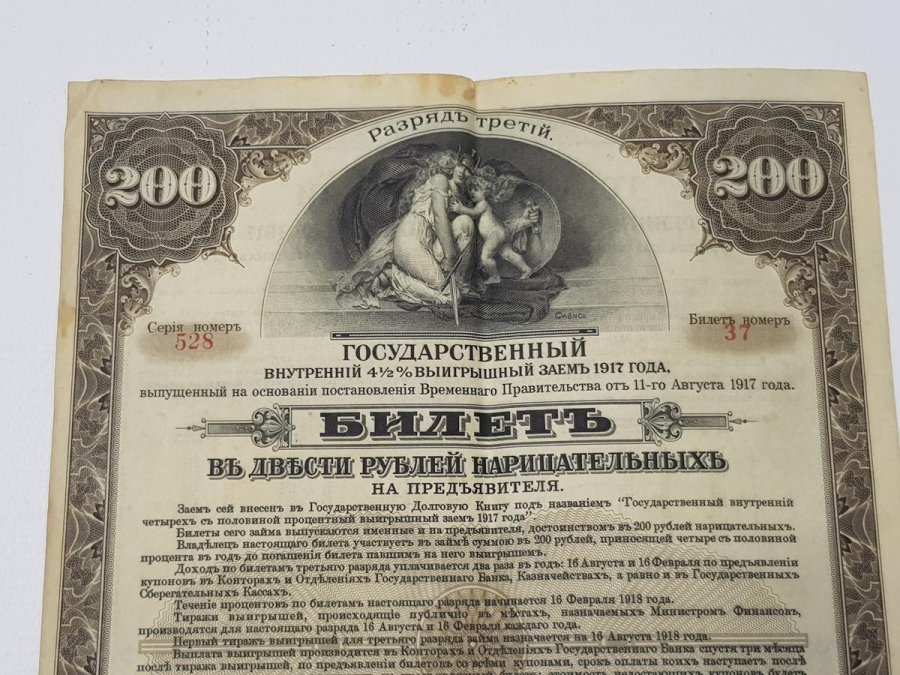 Разрядъ третій.
200
200
Серія номеръ
528
Билетъ номеръ
37
ГОСУДАРСТВЕННЫЙ
ВНУТРЕННІЙ 4½% ВЫИГРЫШНЫЙ ЗАЕМЪ 1917 ГОДА,
выпущенный на основаніи постановленія Временнаго Правительства отъ 11-го Августа 1917 года.
БИЛЕТЪ
ВЪ ДВѢСТИ РУБЛЕЙ НАРИЦАТЕЛЬНЫХЪ
НА ПРЕДЪЯВИТЕЛЯ.
Заемъ сей внесенъ въ Государственную Долговую Книгу подъ названіемъ "Государственный внутренній
четырехъ съ половиной процентный выигрышный заемъ 1917 года".
Билеты сего займа выпускаются именные и на предъявителя, достоинствомъ въ 200 рублей нарицательныхъ.
Владѣлецъ настоящаго билета участвуетъ въ займѣ суммою въ 200 рублей, приносящей четыре съ половиной
процента въ годъ до погашенія билета павшимъ на него выигрышемъ.
Доходъ по билетамъ третьяго разряда уплачивается два раза въ годъ: 16 Августа и 16 Февраля по предъявленіи
купоновъ въ Конторахъ и Отдѣленіяхъ Государственнаго Банка, Казначействахъ, а равно и въ Государственныхъ
Сберегательныхъ Кассахъ.
Теченіе процентовъ по билетамъ настоящаго разряда начинается 16 Февраля 1918 года.
Тиражи выигрышей, происходящіе публично въ мѣстахъ, назначаемыхъ Министромъ Финансовъ,
производятся для настоящаго разряда 16 Августа и 16 Февраля каждаго года.
Первый тиражъ выигрышей для третьяго разряда займа назначается на 16 Августа 1918 года.
Выплата выигрышей производится въ Конторахъ и Отдѣленіяхъ Государственнаго Банка спустя три мѣсяца
послѣ тиража выигрышей, по предъявленіи билетовъ со всѣми купонами, срокъ оплаты коихъ наступаетъ послѣ